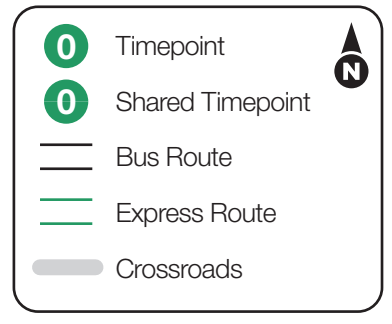 0 Timepoint
N
0 Shared Timepoint
Bus Route
Express Route
Crossroads